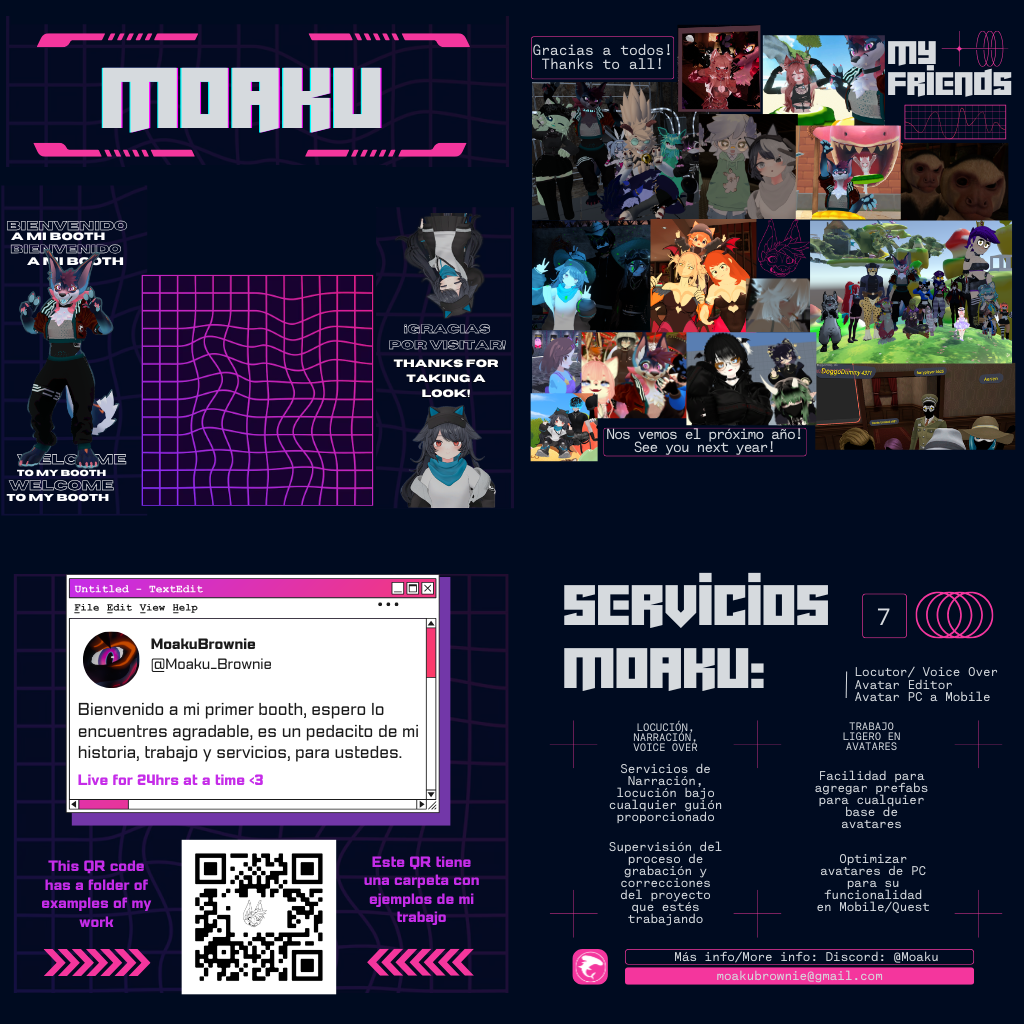 MOAKU
BIENVENIDO
A MI BOOTH
BIENVENIDO
A MI BOOTH
WELCOME
TO MY BOOTH
WELCOME
TO MY BOOTH
¡GRACIAS
POR VISITAR!
THANKS FOR
TAKING A
LOOK!
Gracias a todos!
Thanks to all!
MY
FRIENDS
DoggoDummy 4371
Nos vemos el próximo año!
See you next year!
Untitled - TextEdit
File Edit View Help
MoakuBrownie
@Moaku_Brownie
Bienvenido a mi primer booth, espero lo
encuentres agradable, es un pedacito de mi
historia, trabajo y servicios, para ustedes.
Live for 24hrs at a time <3
This QR code
has a folder of
examples of my
work
Este QR tiene
una carpeta con
ejemplos de mi
trabajo
SERVICIOS
MOAKU:
7
Locutor/ Voice Over
Avatar Editor
Avatar PC a Mobile
LOCUCIÓN,
NARRACIÓN,
VOICE OVER
Servicios de
Narración,
locución bajo
cualquier guión
proporcionado
Supervisión del
proceso de
grabación y
correcciones
del proyecto
que estés
trabajando
TRABAJO
LIGERO EN
AVATARES
Facilidad para
agregar prefabs
para cualquier
base de
avatares
Optimizar
avatares de PC
para su
funcionalidad
en Mobile/Quest
Más info/More info: Discord: @Moaku
moakubrownie@gmail.com